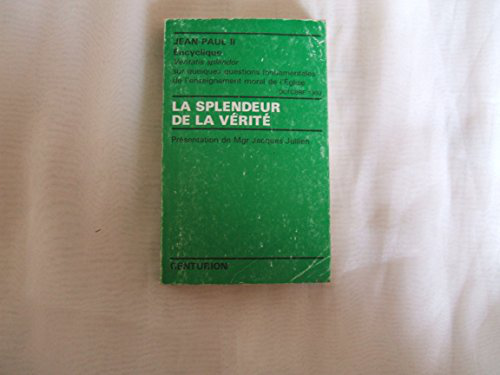 JEAN-PAUL II
Encyclique
Veritatis splendor
sur quelques questions fondamentales
de l'enseignement moral de l'Église
OCTOBRE 1993
LA SPLENDEUR
DE LA VÉRITÉ
Présentation de Mgr Jacques Jullien
CENTURION